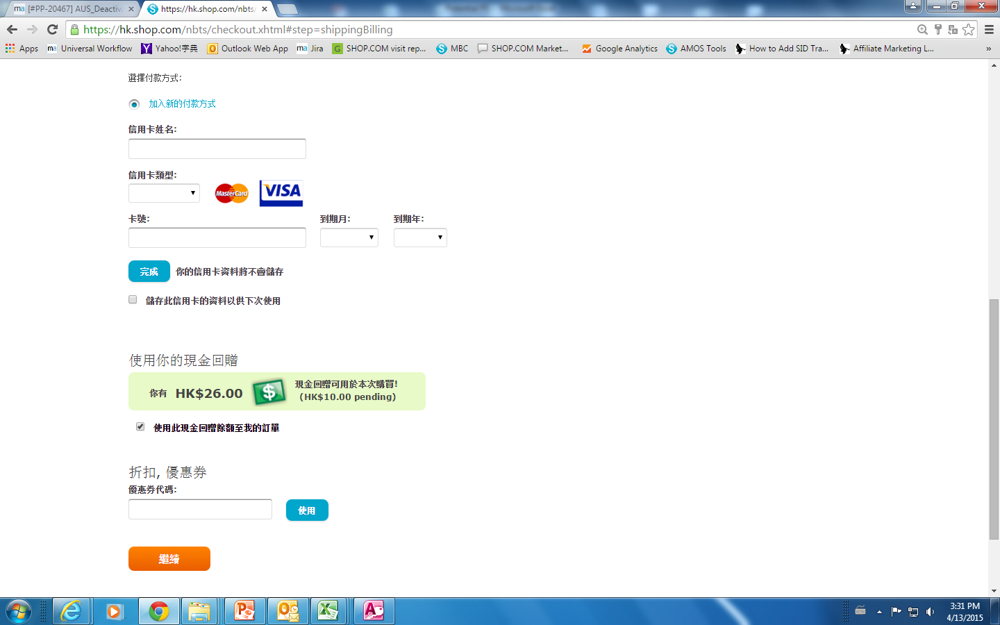 [#PP-20467] AUS_Deactiv
https://hk.shop.com/nbts/
https://hk.shop.com/nbts/checkout.xhtml#step=shippingBilling
Apps Universal Workflow Yahoo!字典 Outlook Web App Jira SHOP.COM visit rep... MBC SHOP.COM Market... Google Analytics AMOS Tools How to Add SID Tra... Affiliate Marketing L... »
選擇付款方式:
加入新的付款方式
信用卡姓名:
信用卡類型:
MasterCard VISA
卡號: 到期月: 到期年:
完成 你的信用卡資料將不會儲存
儲存此信用卡的資料以供下次使用
使用你的現金回贈
你有 HK$26.00 現金回贈可用於本次購買!
(HK$10.00 pending)
使用此現金回贈餘額至我的訂單
折扣, 優惠券
優惠券代碼:
使用
繼續
3:31 PM
4/13/2015